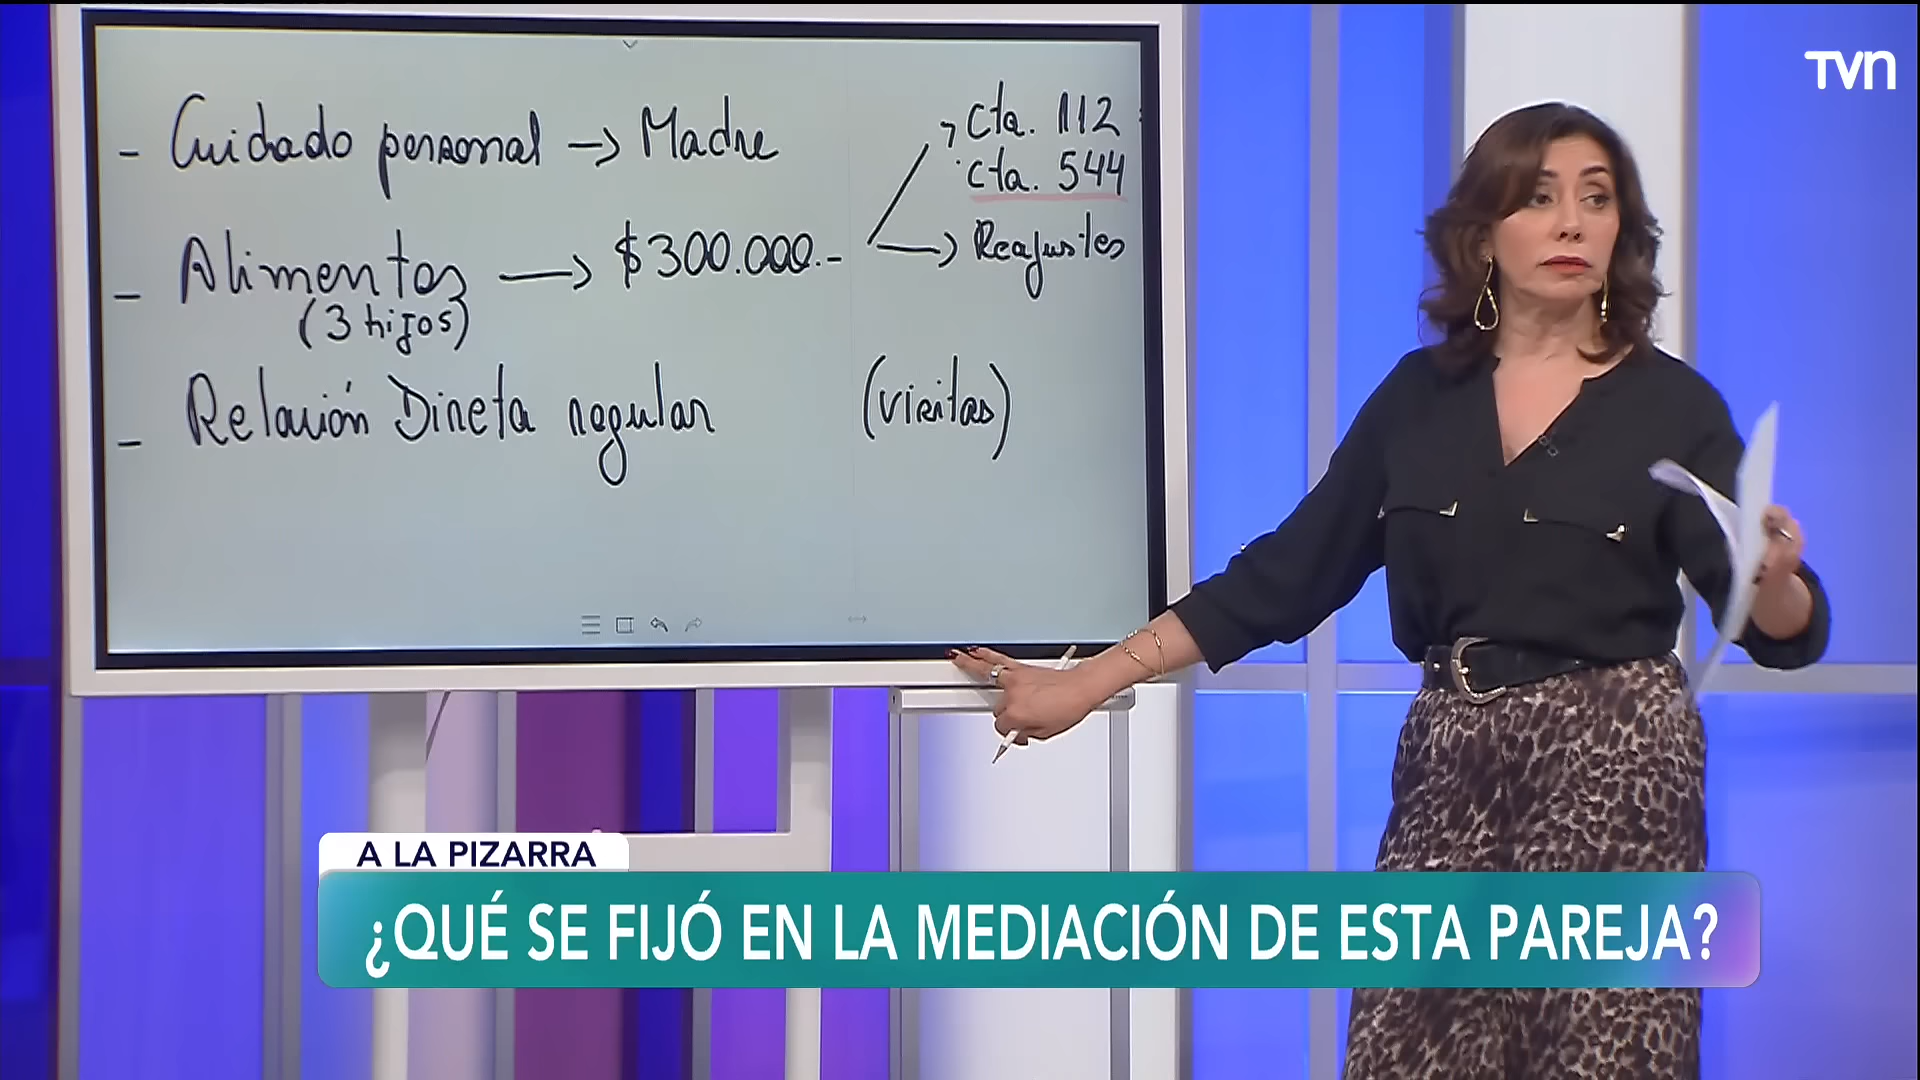 TVN
- Cuidado personal → Madre
→ Cta. 112
Cta. 544
- Alimentos → $300.000.-
(3 hijos)
→ Reajustes
- Relación Directa regular (visitas)
A LA PIZARRA
¿QUÉ SE FIJÓ EN LA MEDIACIÓN DE ESTA PAREJA?